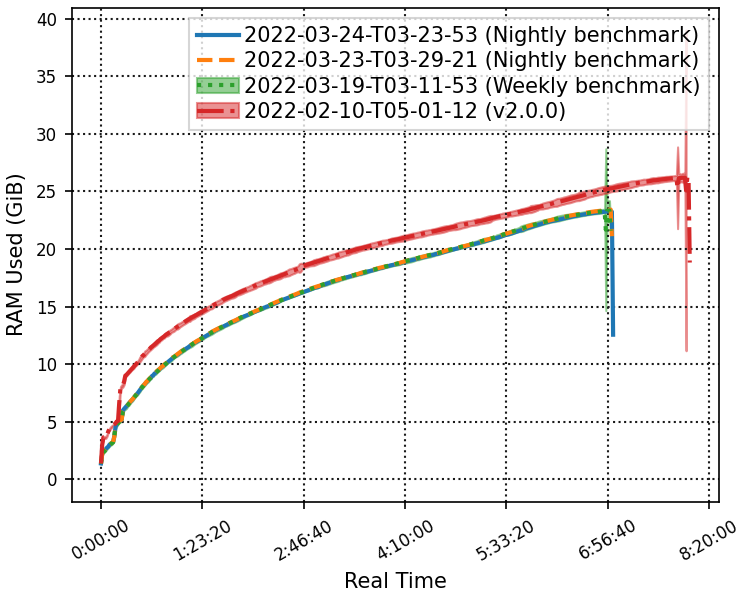 40
35
30
25
20
15
10
5
0
RAM Used (GiB)
2022-03-24-T03-23-53 (Nightly benchmark)
2022-03-23-T03-29-21 (Nightly benchmark)
2022-03-19-T03-11-53 (Weekly benchmark)
2022-02-10-T05-01-12 (v2.0.0)
0:00:00
1:23:20
2:46:40
4:10:00
5:33:20
6:56:40
8:20:00
Real Time